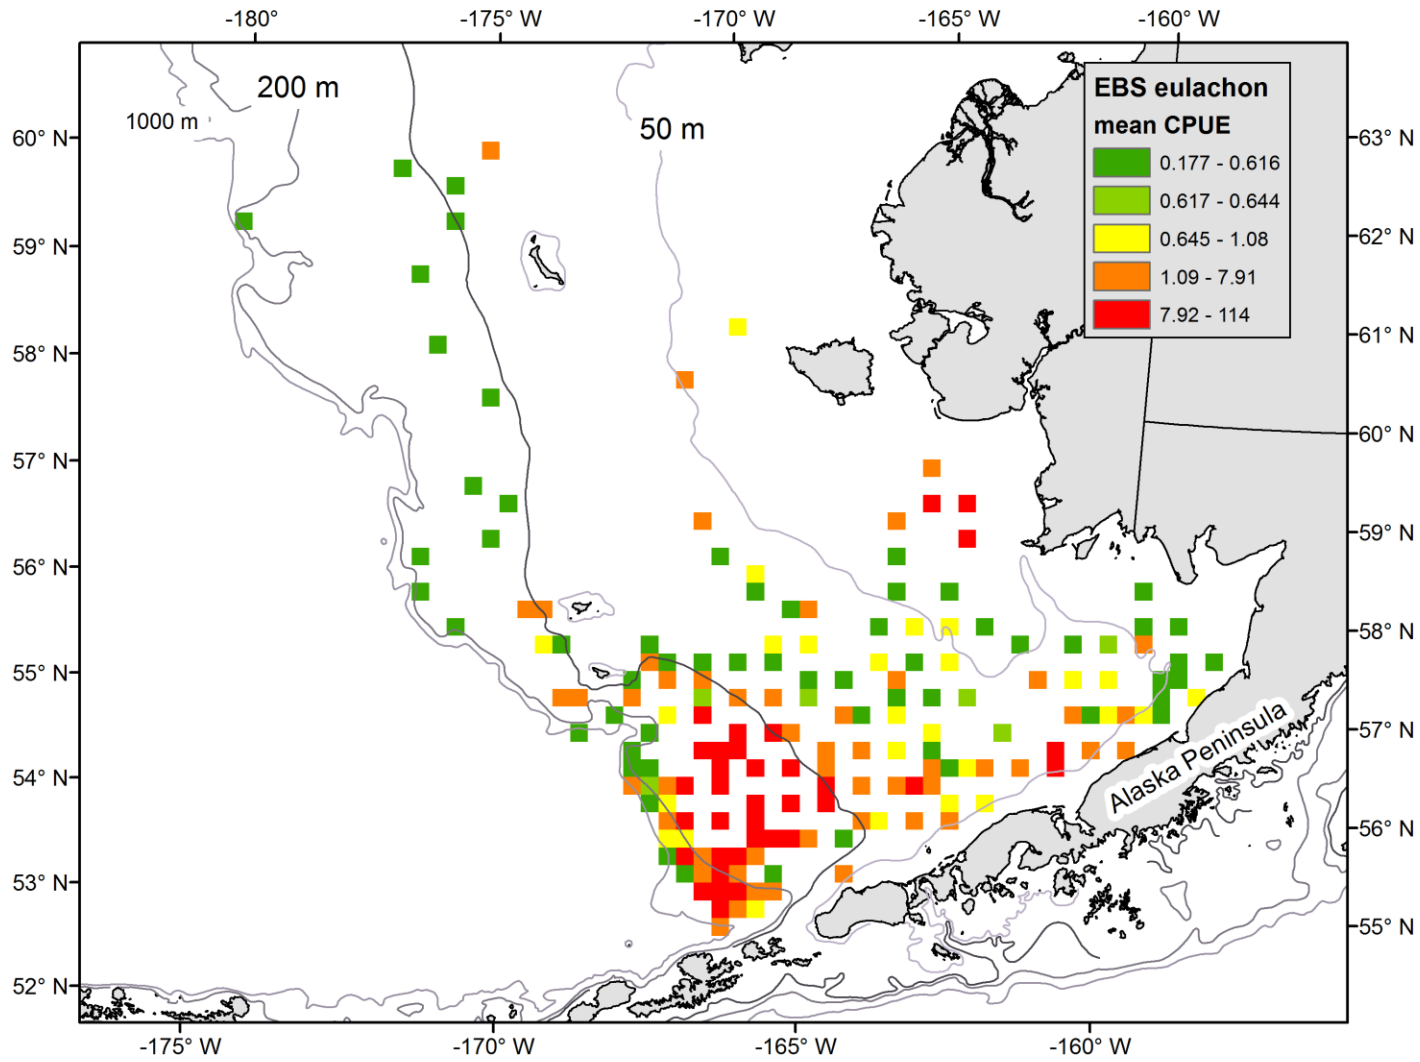 -180°
-175° W
-170° W
-165° W
-160° W
200 m
1000 m
50 m
EBS eulachon
mean CPUE
0.177 - 0.616
0.617 - 0.644
0.645 - 1.08
1.09 - 7.91
7.92 - 114
60° N
59° N
58° N
57° N
56° N
55° N
54° N
53° N
52° N
63° N
62° N
61° N
60° N
59° N
58° N
57° N
56° N
55° N
Alaska Peninsula
-175° W
-170° W
-165° W
-160° W